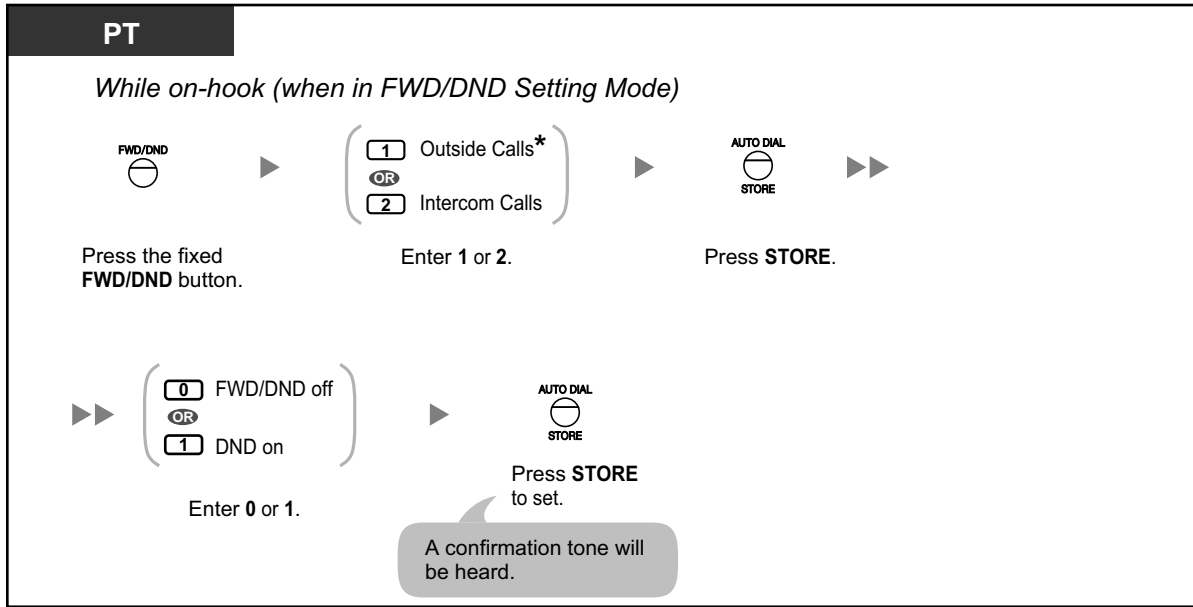 PT
While on-hook (when in FWD/DND Setting Mode)
FWD/DND
Press the fixed
FWD/DND button.
1 Outside Calls*
OR
2 Intercom Calls
Enter 1 or 2.
AUTO DIAL
STORE
Press STORE.
0 FWD/DND off
OR
1 DND on
Enter 0 or 1.
AUTO DIAL
STORE
Press STORE
to set.
A confirmation tone will
be heard.